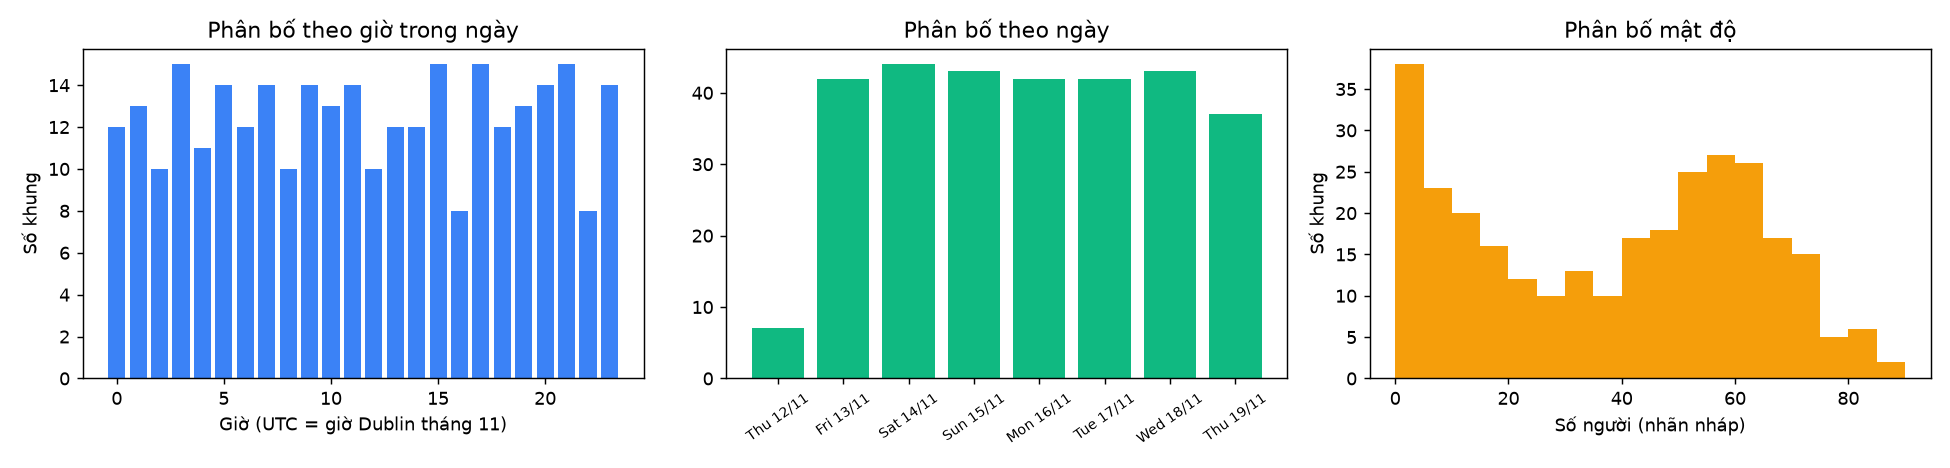 Phân bố theo giờ trong ngày
Số khung
14
12
10
8
6
4
2
0
0 5 10 15 20
Giờ (UTC = giờ Dublin tháng 11)
Phân bố theo ngày
40
30
20
10
0
Thu 12/11 Fri 13/11 Sat 14/11 Sun 15/11 Mon 16/11 Tue 17/11 Wed 18/11 Thu 19/11
Phân bố mật độ
Số khung
35
30
25
20
15
10
5
0
0 20 40 60 80
Số người (nhãn nháp)